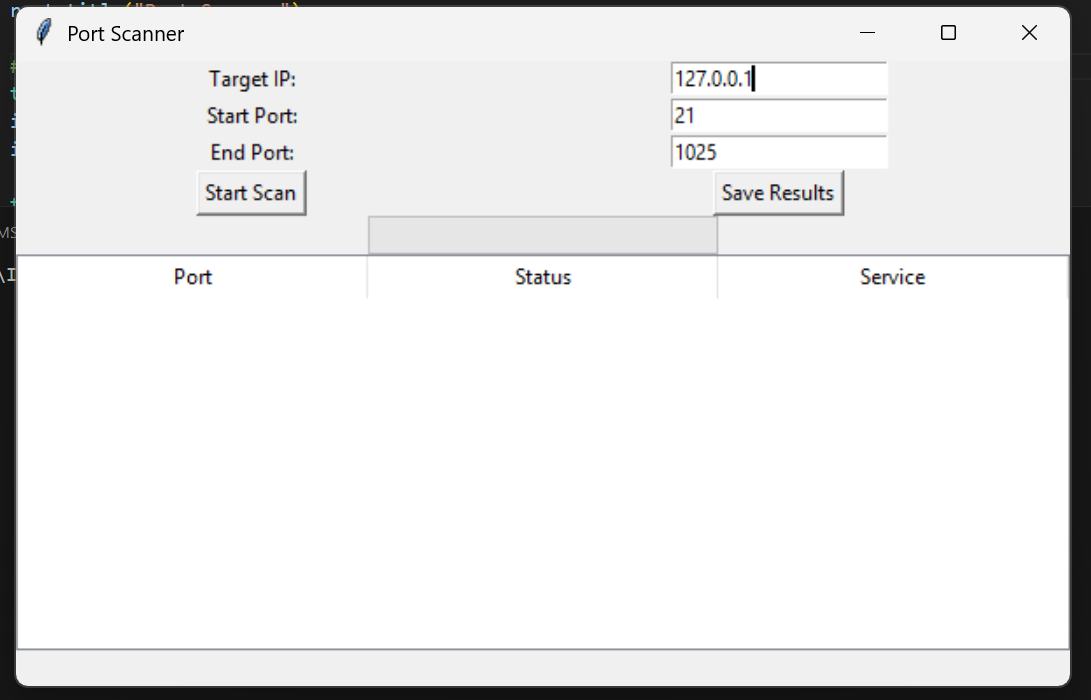 Port Scanner
Target IP: 127.0.0.1
Start Port: 21
End Port: 1025
Start Scan Save Results
Port Status Service